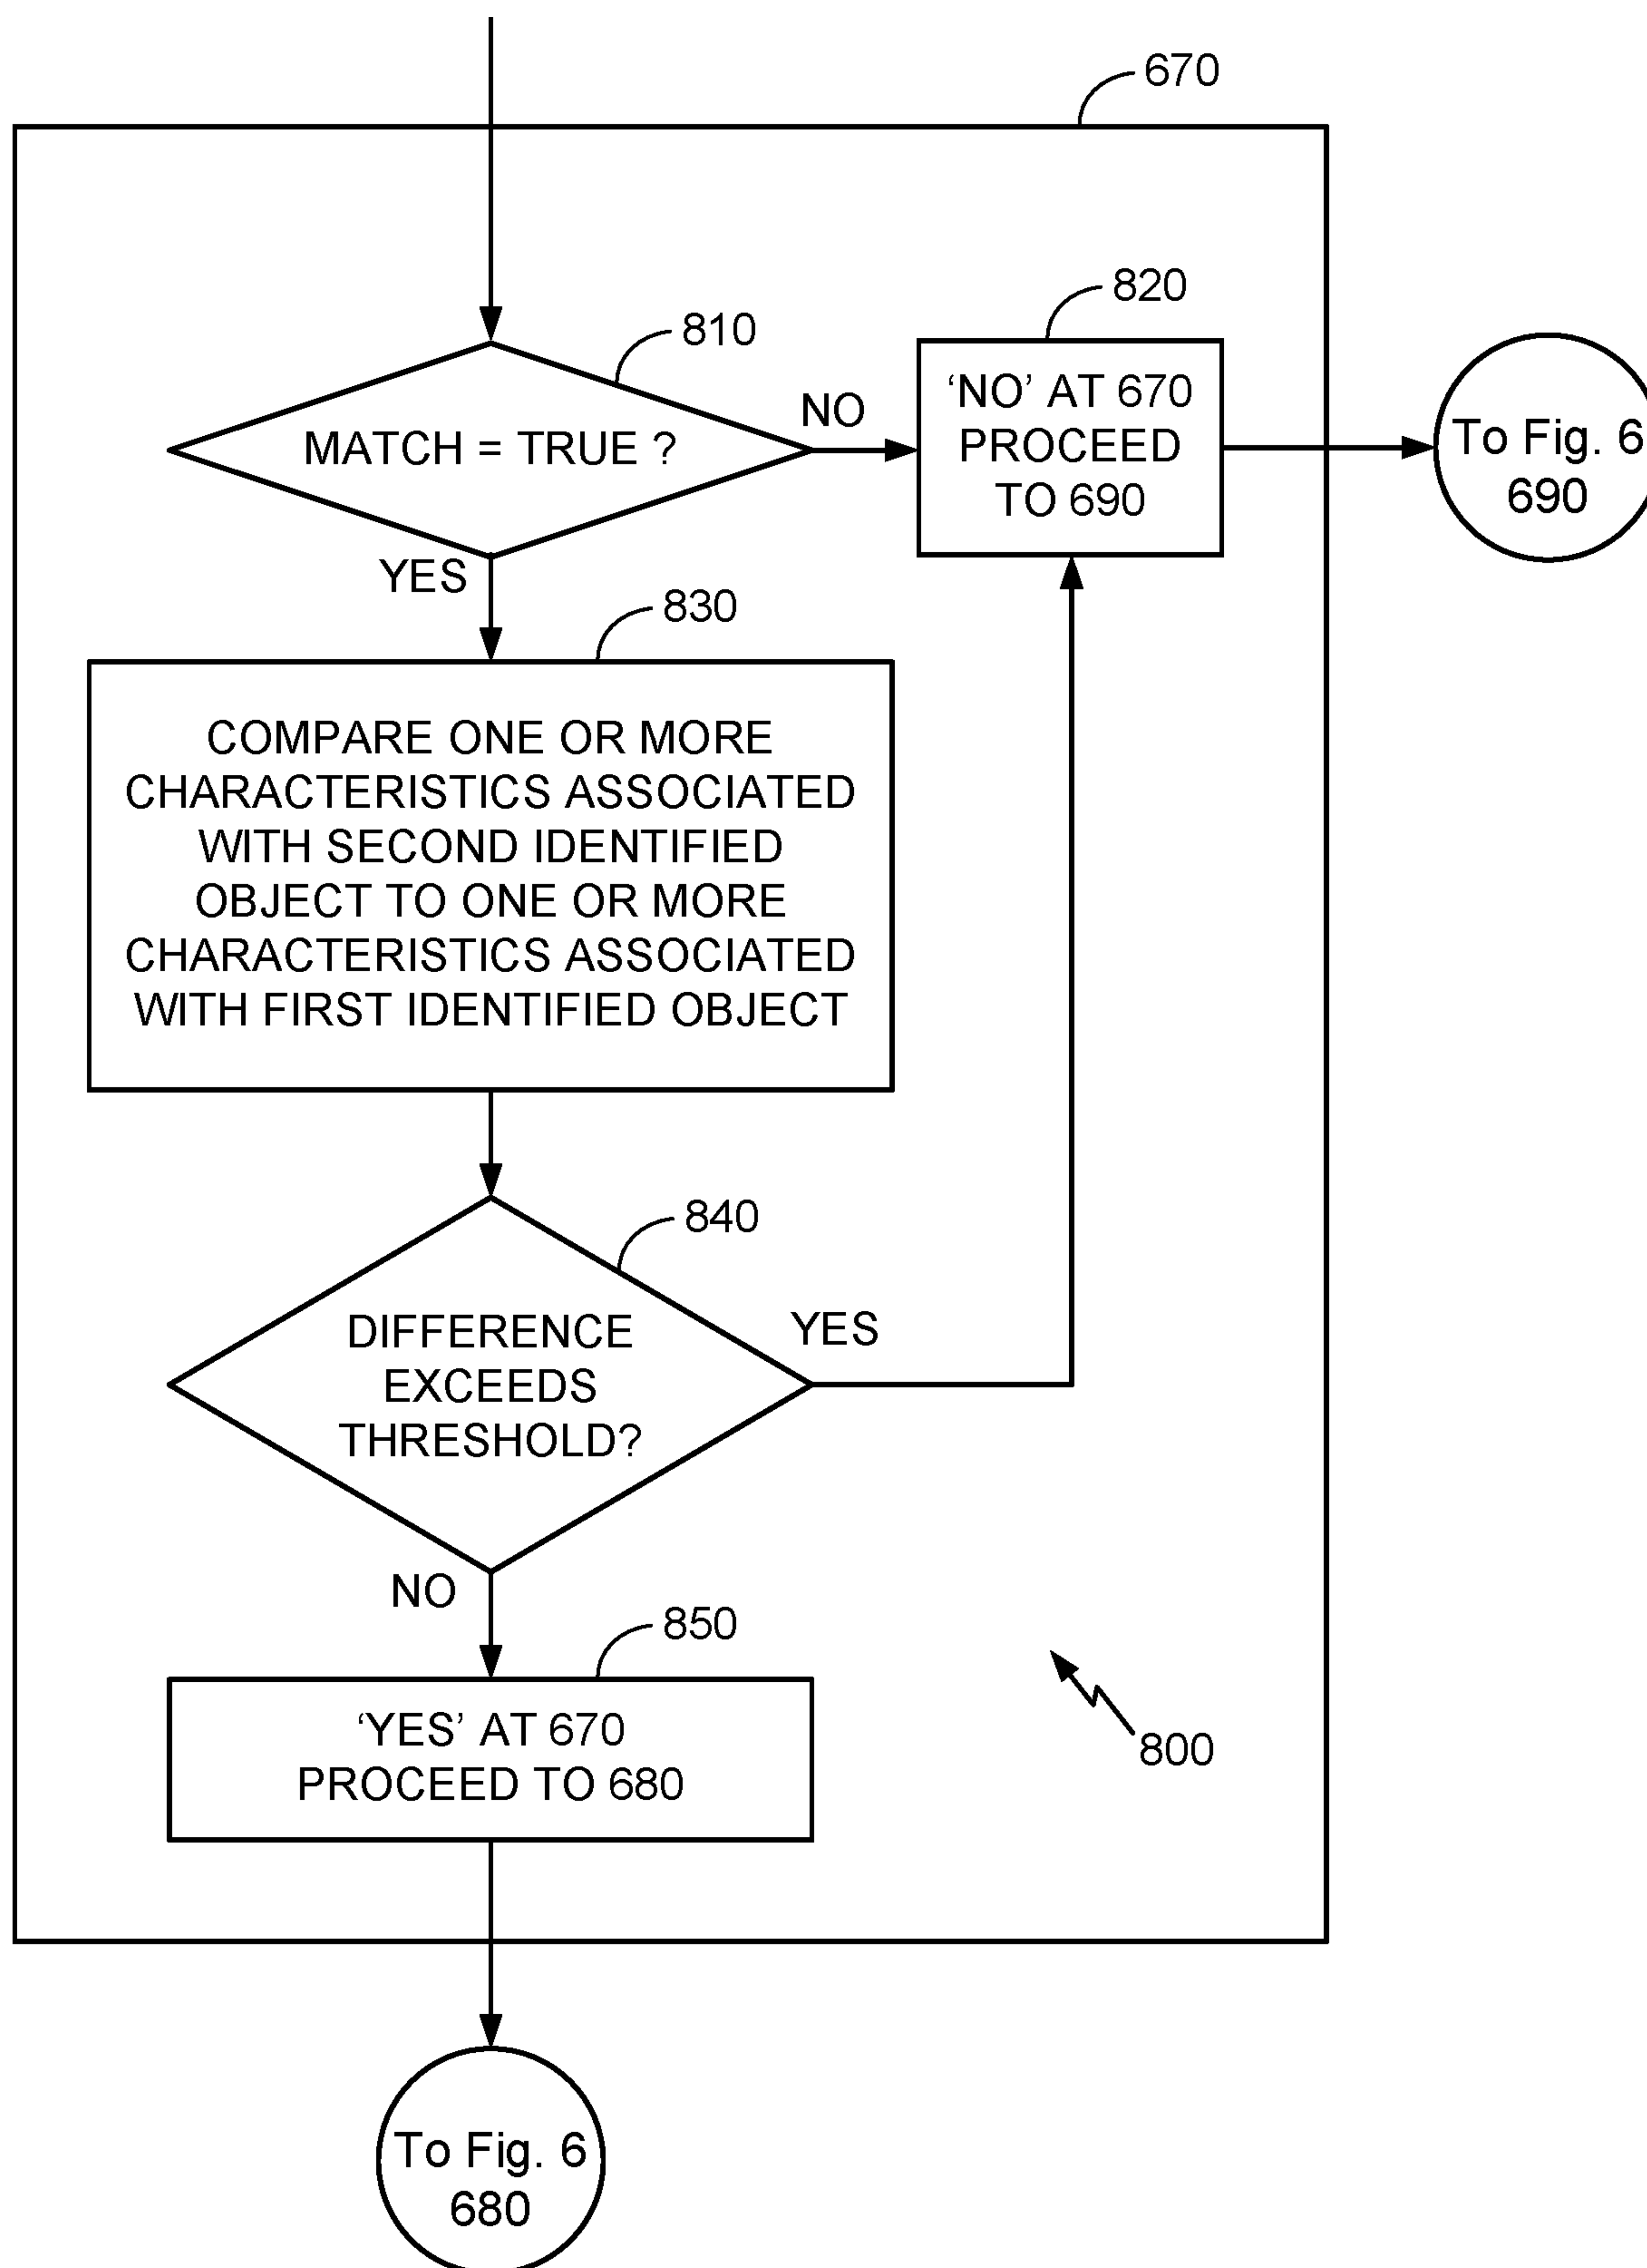 670
810
MATCH = TRUE ?
NO
820
‘NO’ AT 670
PROCEED
TO 690
To Fig. 6
690
YES
830
COMPARE ONE OR MORE
CHARACTERISTICS ASSOCIATED
WITH SECOND IDENTIFIED
OBJECT TO ONE OR MORE
CHARACTERISTICS ASSOCIATED
WITH FIRST IDENTIFIED OBJECT
840
DIFFERENCE
EXCEEDS
THRESHOLD?
YES
NO
850
‘YES’ AT 670
PROCEED TO 680
800
To Fig. 6
680